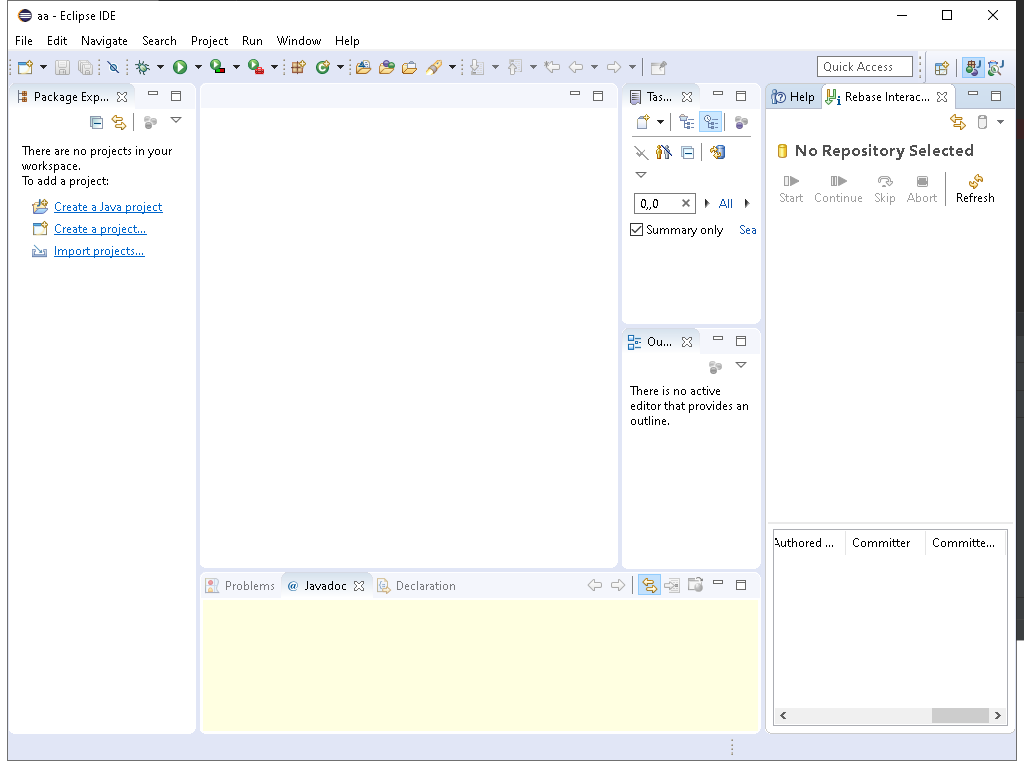 aa - Eclipse IDE
File Edit Navigate Search Project Run Window Help
Quick Access
Package Exp...
There are no projects in your
workspace.
To add a project:
Create a Java project
Create a project...
Import projects...
Tas...
0,,0
All
Summary only
Sea
Ou...
There is no active
editor that provides an
outline.
Help
Rebase Interac...
No Repository Selected
Start Continue Skip Abort Refresh
Authored ... Committer Committe...
Problems
@ Javadoc
Declaration